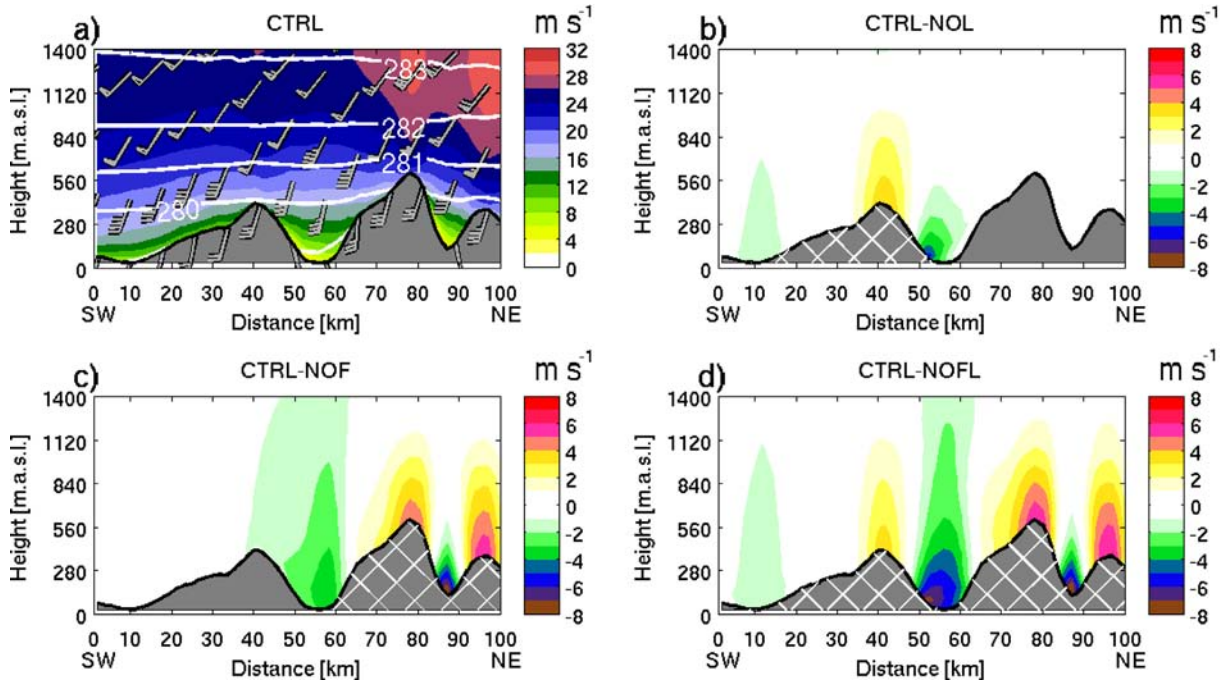 a) CTRL m s-1
1400 1120 840 560 280 0
Height [m.a.s.l.]
283
282
281
280
32 28 24 20 16 12 8 4 0
0 10 20 30 40 50 60 70 80 90 100
SW Distance [km] NE
b) CTRL-NOL m s-1
1400 1120 840 560 280 0
Height [m.a.s.l.]
8 6 4 2 0 -2 -4 -6 -8
0 10 20 30 40 50 60 70 80 90 100
SW Distance [km] NE
c) CTRL-NOF m s-1
1400 1120 840 560 280 0
Height [m.a.s.l.]
8 6 4 2 0 -2 -4 -6 -8
0 10 20 30 40 50 60 70 80 90 100
SW Distance [km] NE
d) CTRL-NOFL m s-1
1400 1120 840 560 280 0
Height [m.a.s.l.]
8 6 4 2 0 -2 -4 -6 -8
0 10 20 30 40 50 60 70 80 90 100
SW Distance [km] NE